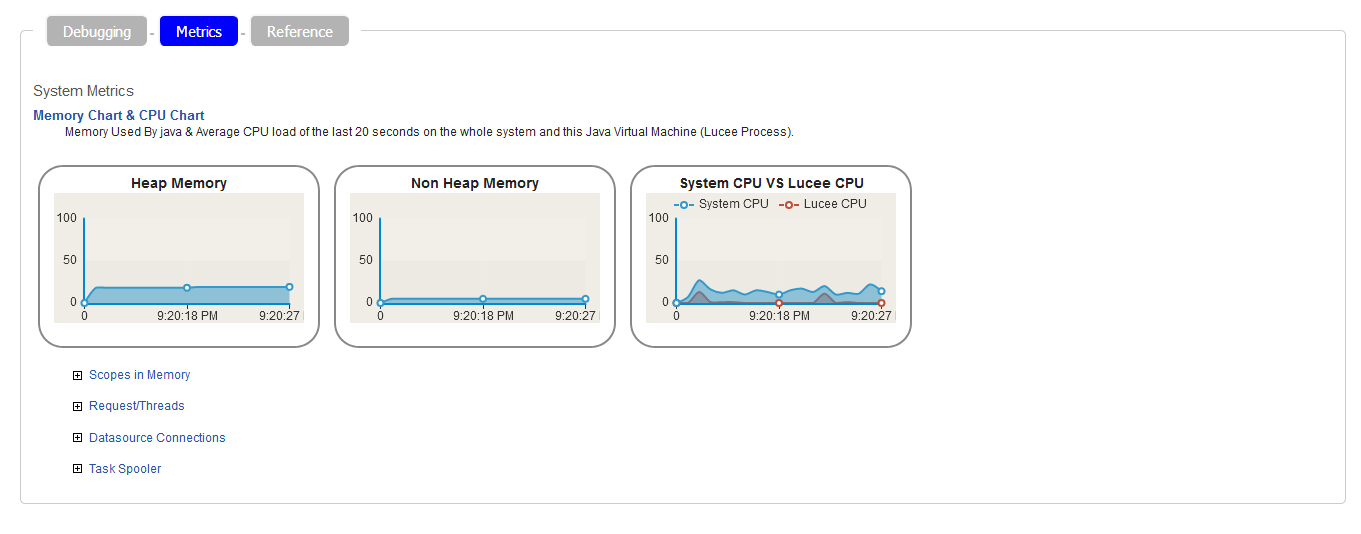 Debugging - Metrics - Reference
System Metrics
Memory Chart & CPU Chart
Memory Used By java & Average CPU load of the last 20 seconds on the whole system and this Java Virtual Machine (Lucee Process).
Heap Memory
100
50
0
0 9:20:18 PM 9:20:27
Non Heap Memory
100
50
0
0 9:20:18 PM 9:20:27
System CPU VS Lucee CPU
System CPU Lucee CPU
100
50
0
0 9:20:18 PM 9:20:27
Scopes in Memory
Request/Threads
Datasource Connections
Task Spooler